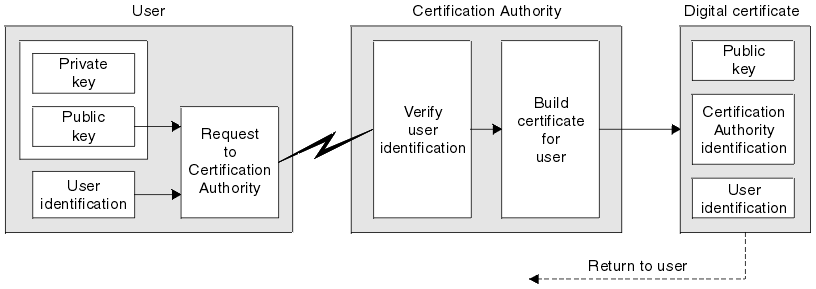 User
Certification Authority
Digital certificate
Private
key
Public
key
User
identification
Request
to
Certification
Authority
Verify
user
identification
Build
certificate
for
user
Public
key
Certification
Authority
identification
User
identification
Return to user